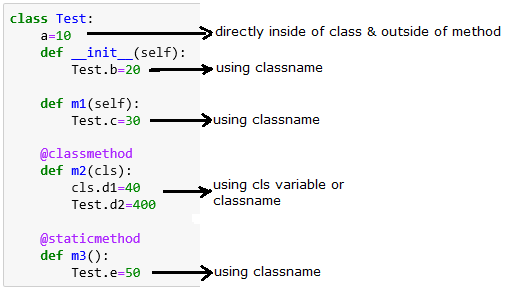 class Test:
a=10 directly inside of class & outside of method
def __init__(self):
Test.b=20 using classname
def m1(self):
Test.c=30 using classname
@classmethod
def m2(cls):
cls.d1=40 using cls variable or
Test.d2=400 classname
@staticmethod
def m3():
Test.e=50 using classname